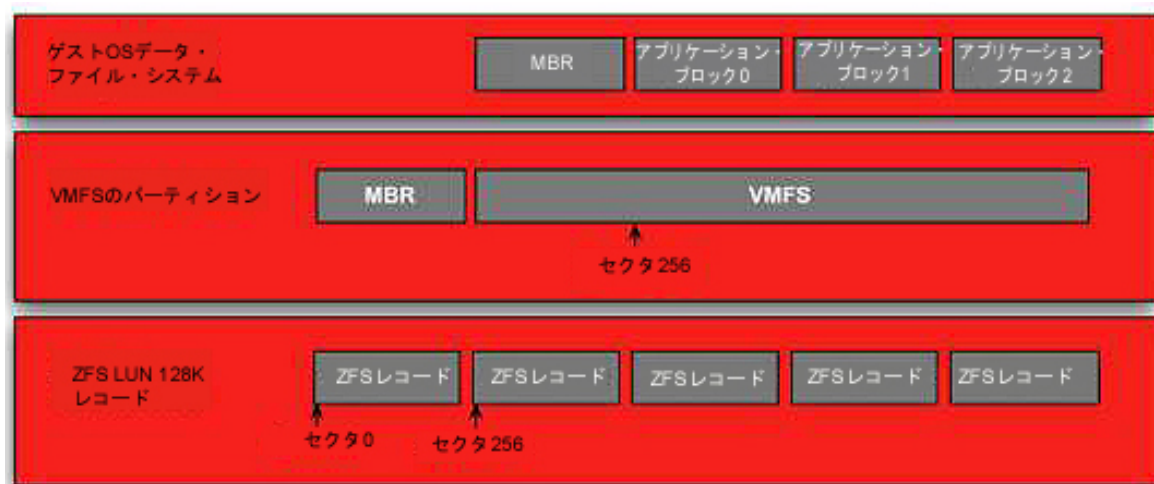 ゲストOSデータ・
ファイル・システム
MBR
アプリケーション・
ブロック0
アプリケーション・
ブロック1
アプリケーション・
ブロック2
VMFSのパーティション
MBR
VMFS
セクタ256
ZFS LUN 128K
レコード
ZFSレコード
ZFSレコード
ZFSレコード
ZFSレコード
ZFSレコード
セクタ0
セクタ256